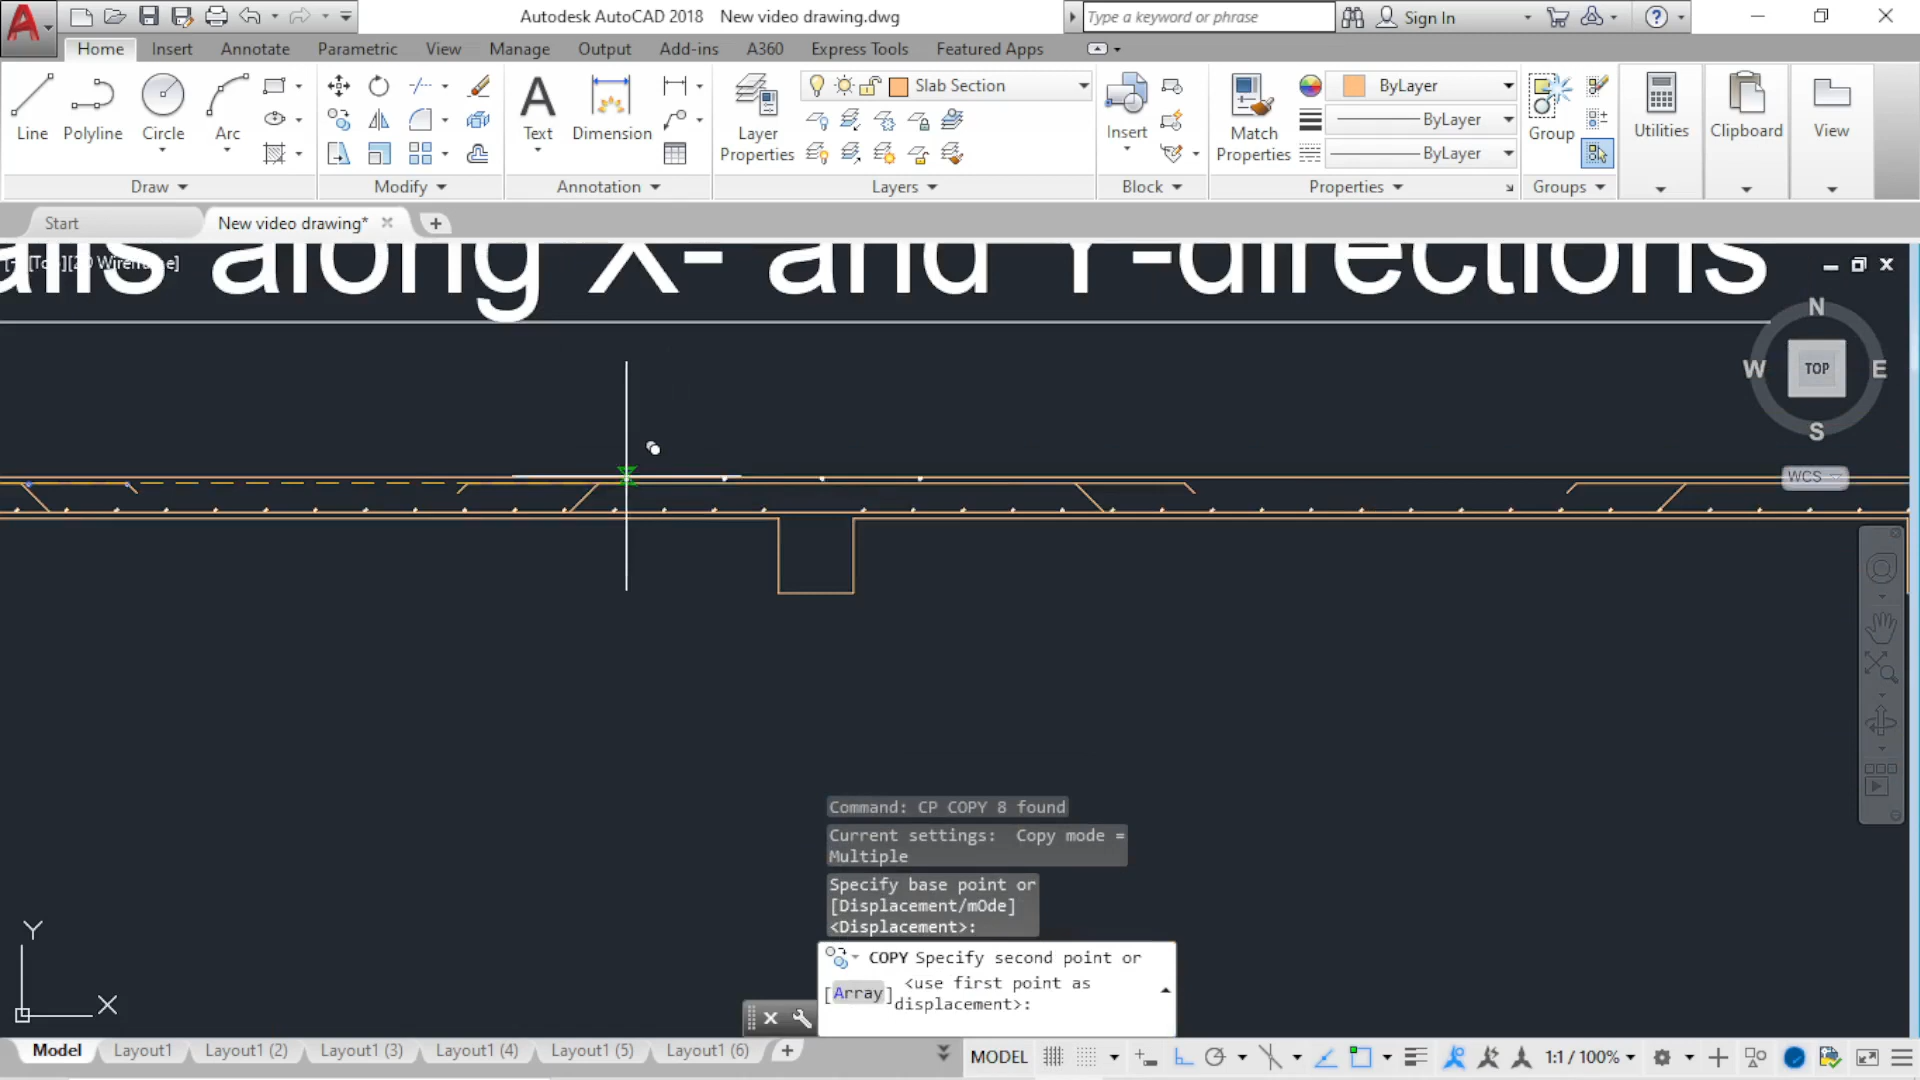 Autodesk AutoCAD 2018 New video drawing.dwg
Type a keyword or phrase
Sign In
Home Insert Annotate Parametric View Manage Output Add-ins A360 Express Tools Featured Apps
Slab Section
ByLayer
ByLayer
ByLayer
Line Polyline Circle Arc
Text Dimension
Layer Properties
Insert
Match Properties
Group
Utilities Clipboard View
Draw Modify Annotation Layers Block Properties Groups
Start New video drawing*
ails along X- and Y-directions
[Top]
N
W TOP E
S
WCS
Command: CP COPY 8 found
Current settings: Copy mode =
Multiple
Specify base point or
[Displacement/mOde]
<Displacement>:
COPY Specify second point or
[Array] <use first point as
displacement>:
Y
X
Model Layout1 Layout1 (2) Layout1 (3) Layout1 (4) Layout1 (5) Layout1 (6)
MODEL 1:1 / 100%